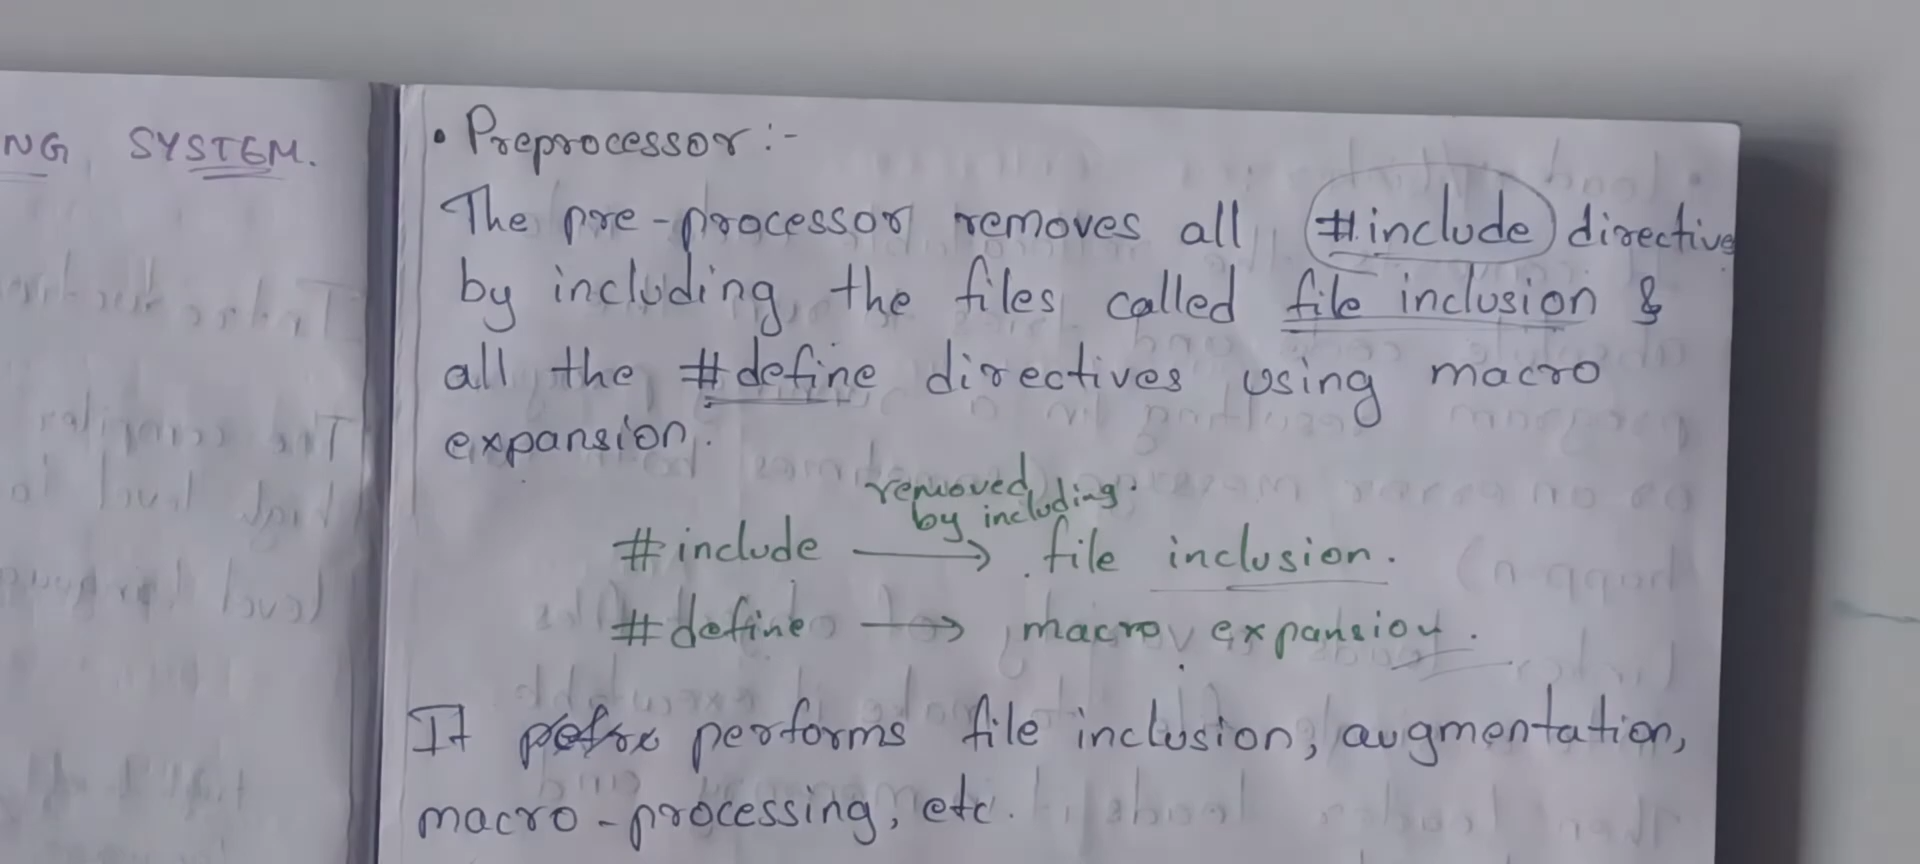 NG SYSTEM.
• Preprocessor :-
The pre-processor removes all #include directive
by including the files called file inclusion &
all the #define directives using macro
expansion.
removed
by including.
#include → file inclusion.
#define → macro expansion.
It performs file inclusion, augmentation,
macro-processing, etc.